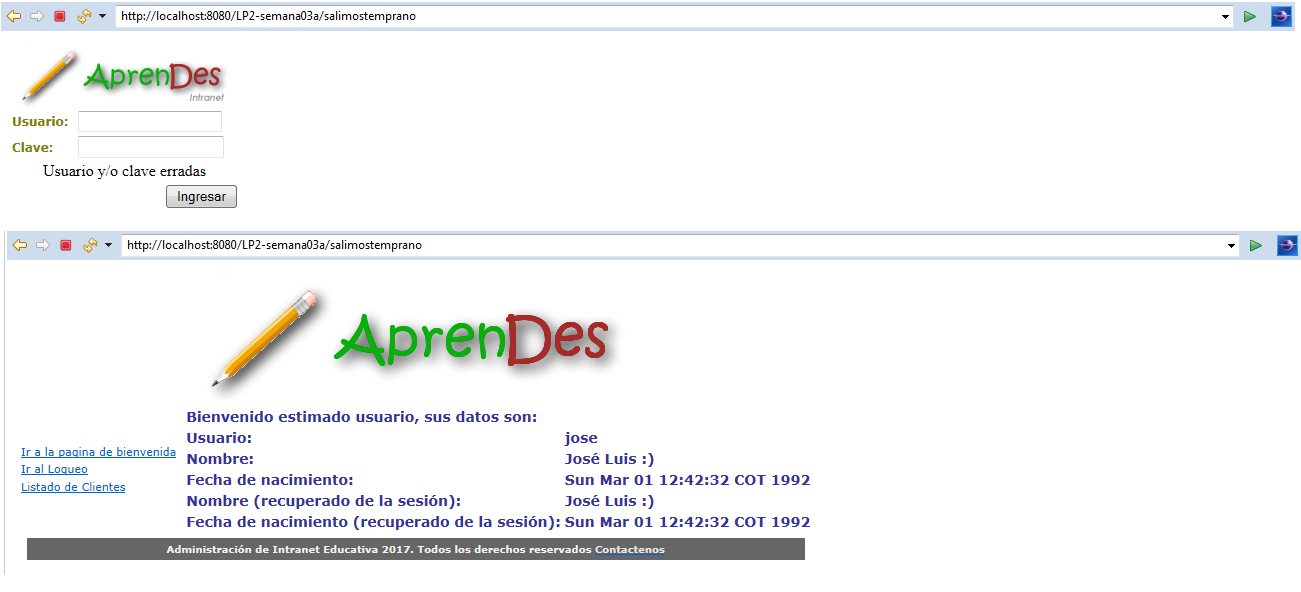 http://localhost:8080/LP2-semana03a/salimostemprano
AprenDes
Intranet
Usuario:
Clave:
Usuario y/o clave erradas
Ingresar
http://localhost:8080/LP2-semana03a/salimostemprano
AprenDes
Ir a la pagina de bienvenida
Ir al Loqueo
Listado de Clientes
Bienvenido estimado usuario, sus datos son:
Usuario: jose
Nombre: José Luis :)
Fecha de nacimiento: Sun Mar 01 12:42:32 COT 1992
Nombre (recuperado de la sesión): José Luis :)
Fecha de nacimiento (recuperado de la sesión): Sun Mar 01 12:42:32 COT 1992
Administración de Intranet Educativa 2017. Todos los derechos reservados Contactenos